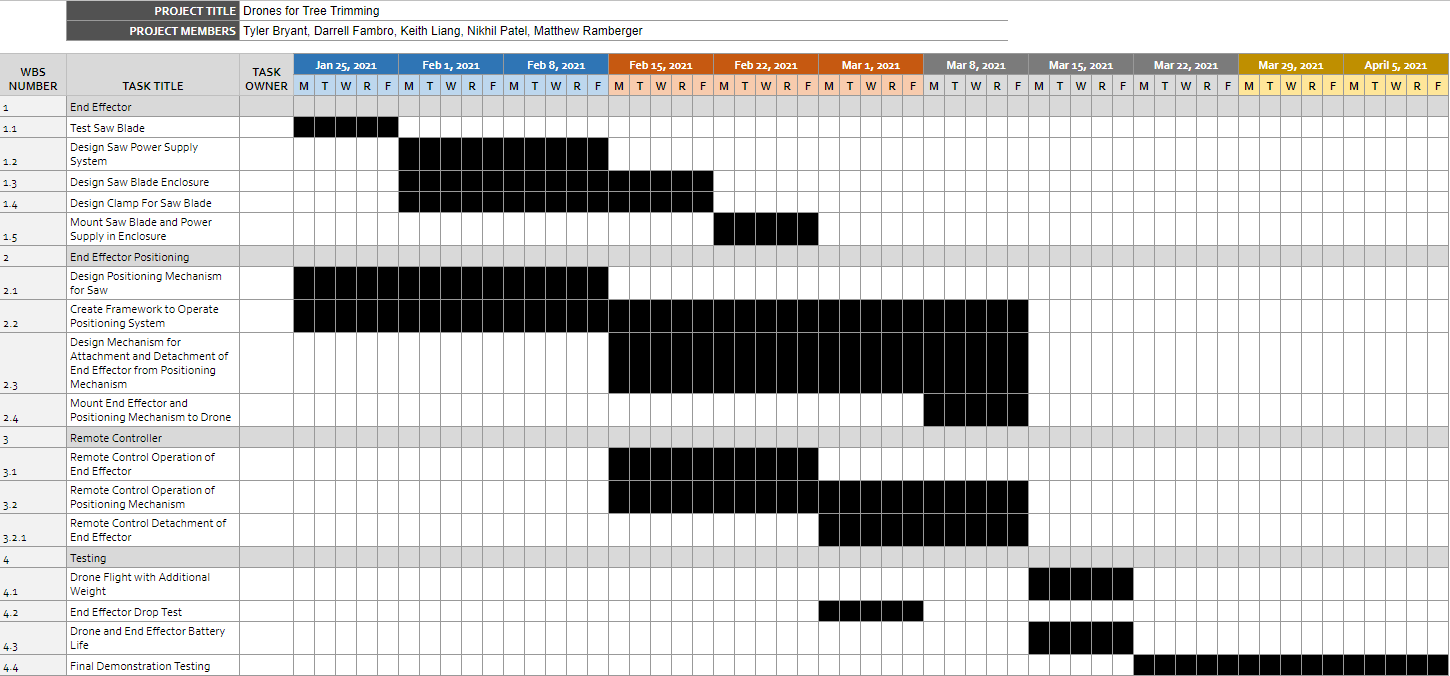 PROJECT TITLE Drones for Tree Trimming
PROJECT MEMBERS Tyler Bryant, Darrell Fambro, Keith Liang, Nikhil Patel, Matthew Ramberger
WBS NUMBER TASK TITLE TASK OWNER Jan 25, 2021 Feb 1, 2021 Feb 8, 2021 Feb 15, 2021 Feb 22, 2021 Mar 1, 2021 Mar 8, 2021 Mar 15, 2021 Mar 22, 2021 Mar 29, 2021 April 5, 2021
M T W R F M T W R F M T W R F M T W R F M T W R F M T W R F M T W R F M T W R F M T W R F M T W R F M T W R F
1 End Effector
1.1 Test Saw Blade
Design Saw Power Supply
1.2 System
1.3 Design Saw Blade Enclosure
1.4 Design Clamp For Saw Blade
Mount Saw Blade and Power
1.5 Supply in Enclosure
2 End Effector Positioning
Design Positioning Mechanism
2.1 for Saw
Create Framework to Operate
2.2 Positioning System
Design Mechanism for
Attachment and Detachment of
End Effector from Positioning
2.3 Mechanism
Mount End Effector and
2.4 Positioning Mechanism to Drone
3 Remote Controller
Remote Control Operation of
3.1 End Effector
Remote Control Operation of
3.2 Positioning Mechanism
Remote Control Detachment of
3.2.1 End Effector
4 Testing
Drone Flight with Additional
4.1 Weight
4.2 End Effector Drop Test
Drone and End Effector Battery
4.3 Life
4.4 Final Demonstration Testing